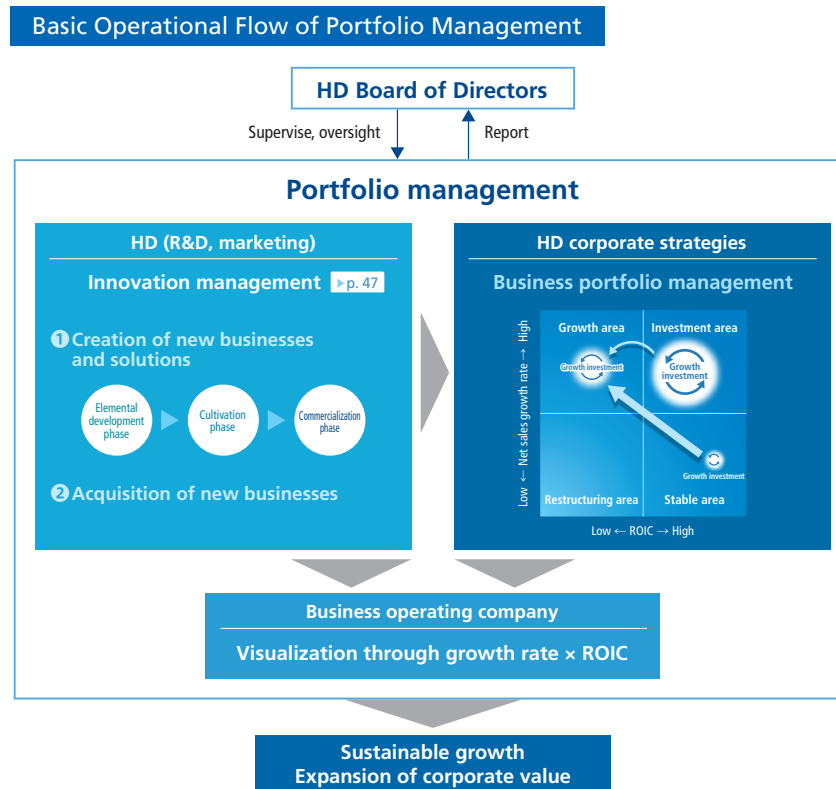 Basic Operational Flow of Portfolio Management
HD Board of Directors
Supervise, oversight
Report
Portfolio management
HD (R&D, marketing)
Innovation management ▶p. 47
❶Creation of new businesses
and solutions
Elemental
development
phase
Cultivation
phase
Commercialization
phase
❷Acquisition of new businesses
HD corporate strategies
Business portfolio management
Growth area
Investment area
Growth investment
Growth
investment
Growth investment
Restructuring area
Stable area
Low ← Net sales growth rate → High
Low ← ROIC → High
Business operating company
Visualization through growth rate × ROIC
Sustainable growth
Expansion of corporate value